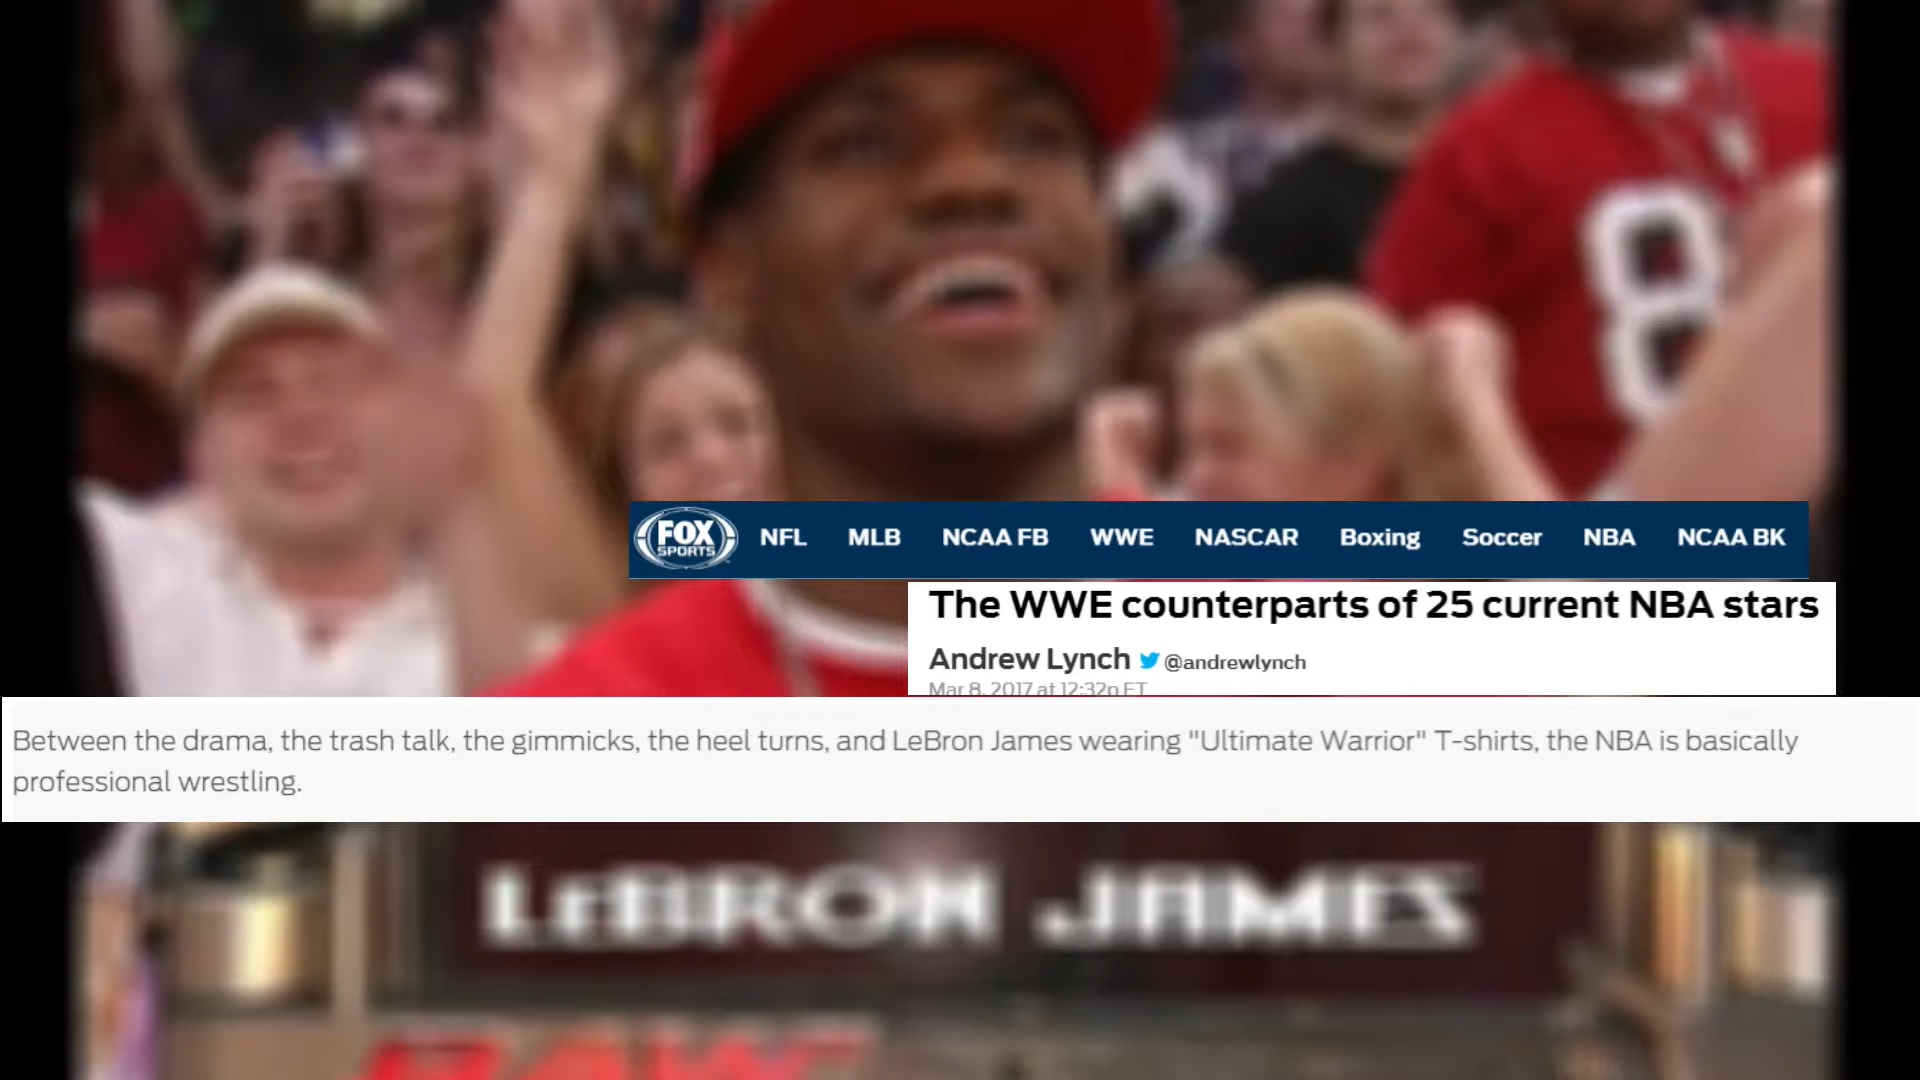 8
FOX
SPORTS
NFL MLB NCAA FB WWE NASCAR Boxing Soccer NBA NCAA BK
The WWE counterparts of 25 current NBA stars
Andrew Lynch @andrewlynch
Mar 8, 2017 at 12:32p ET
Between the drama, the trash talk, the gimmicks, the heel turns, and LeBron James wearing "Ultimate Warrior" T-shirts, the NBA is basically
professional wrestling.
LeBRON JAMES
RAW